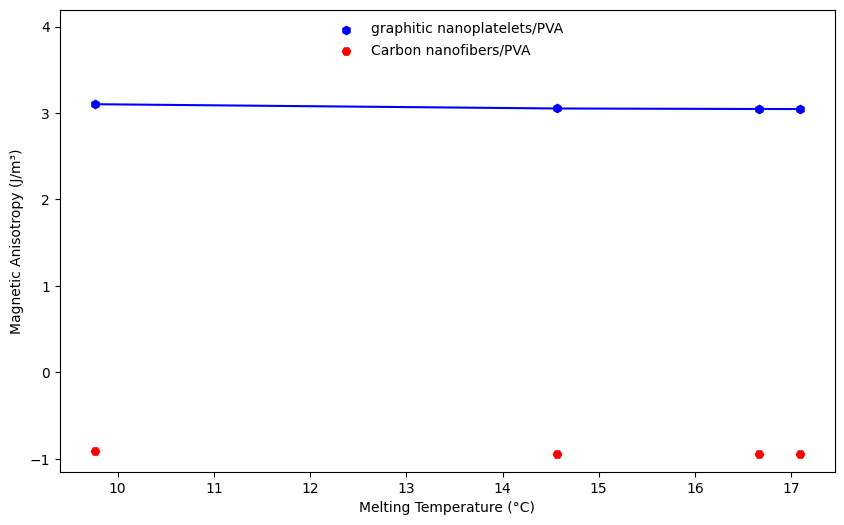 graphitic nanoplatelets/PVA
Carbon nanofibers/PVA
4
3
2
1
0
−1
Magnetic Anisotropy (J/m³)
10 11 12 13 14 15 16 17
Melting Temperature (°C)